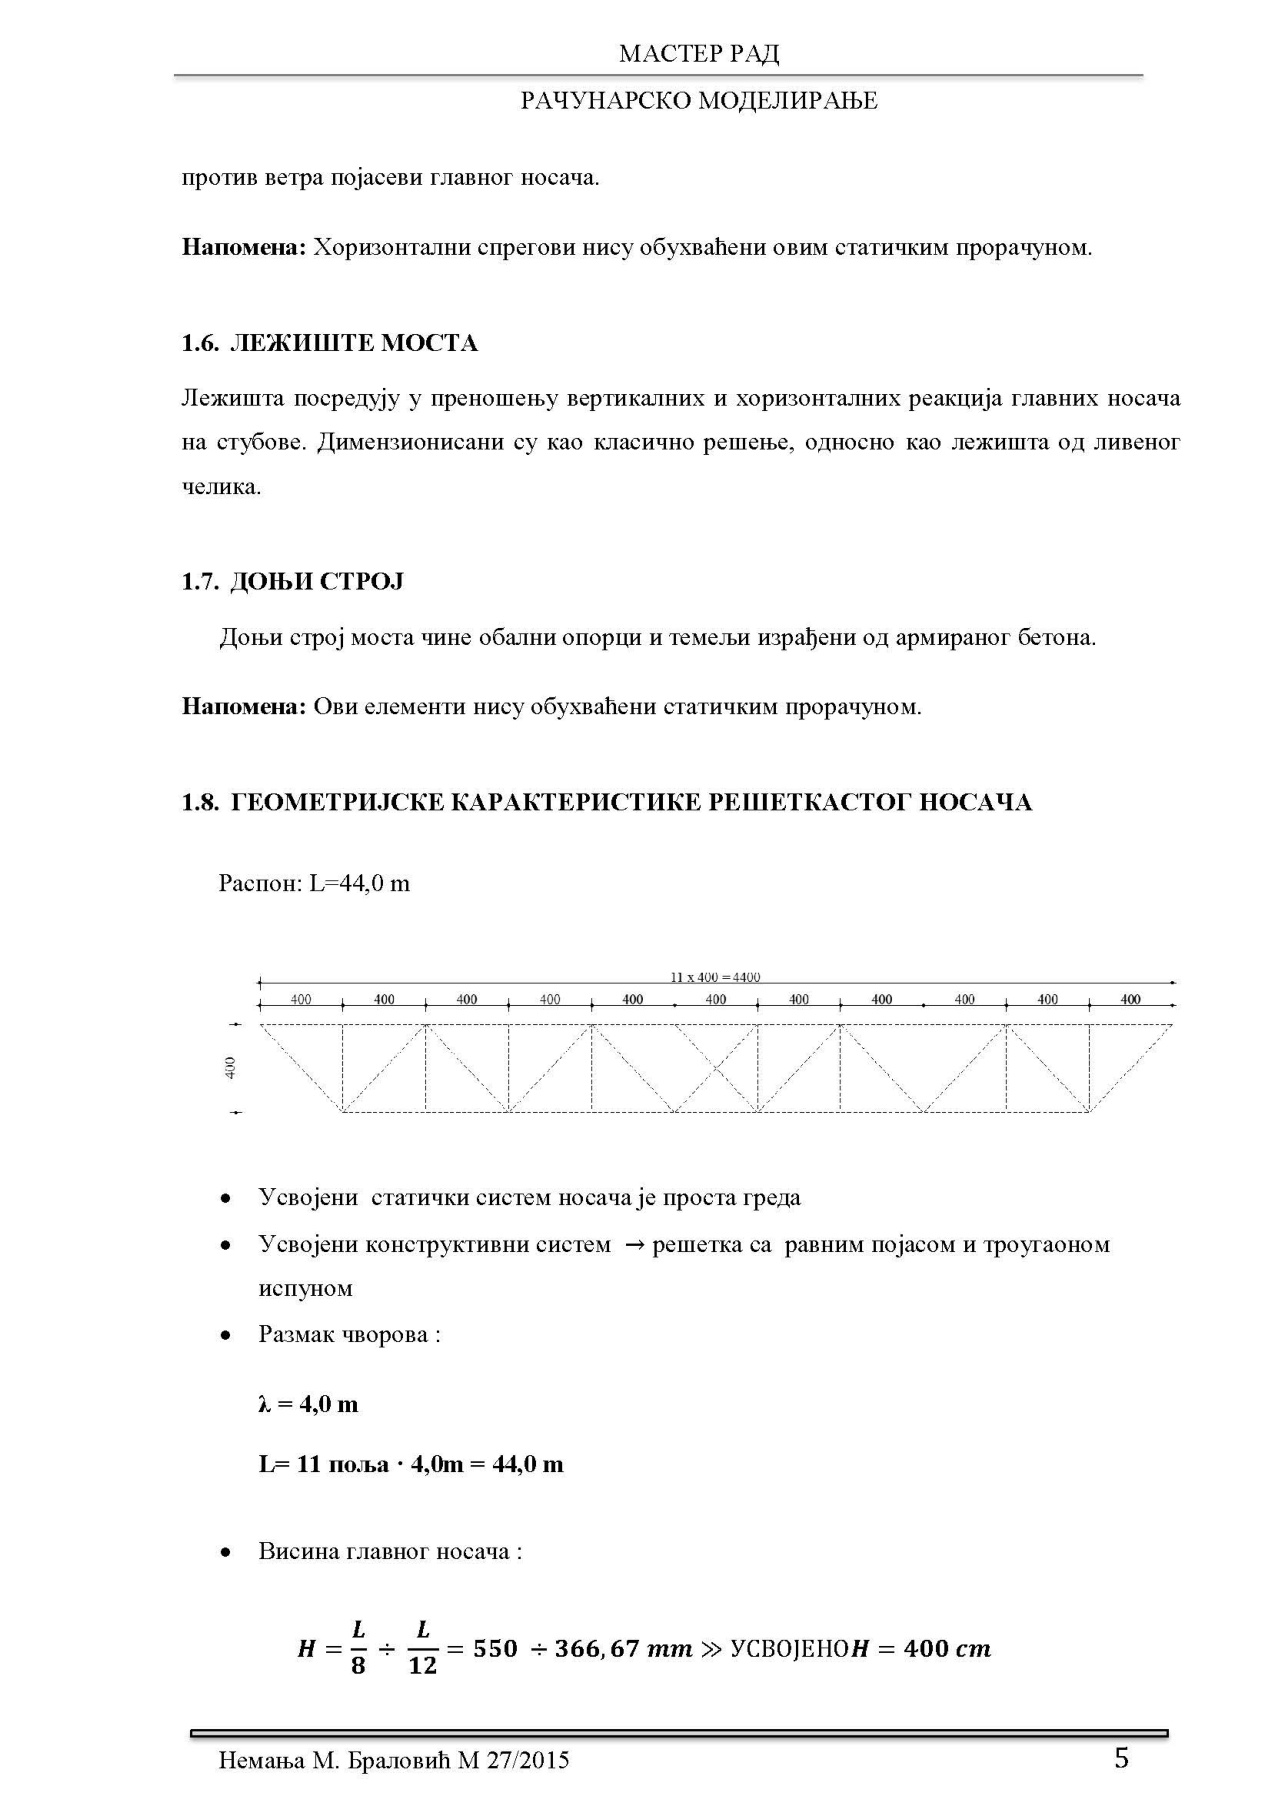 МАСТЕР РАД
РАЧУНАРСКО МОДЕЛИРАЊЕ
против ветра појасеви главног носача.
Напомена: Хоризонтални спрегови нису обухваћени овим статичким прорачуном.
1.6. ЛЕЖИШТЕ МОСТА
Лежишта посредују у преношењу вертикалних и хоризонталних реакција главних носача
на стубове. Димензионисани су као класично решење, односно као лежишта од ливеног
челика.
1.7. ДОЊИ СТРОЈ
Доњи строј моста чине обални опорци и темељи израђени од армираног бетона.
Напомена: Ови елементи нису обухваћени статичким прорачуном.
1.8. ГЕОМЕТРИЈСКЕ КАРАКТЕРИСТИКЕ РЕШЕТКАСТОГ НОСАЧА
Распон: L=44,0 m
11 x 400 = 4400
400 400 400 400 400 400 400 400 400 400 400
400
• Усвојени статички систем носача је проста греда
• Усвојени конструктивни систем → решетка са равним појасом и троугаоном
испуном
• Размак чворова :
λ = 4,0 m
L= 11 поља · 4,0m = 44,0 m
• Висина главног носача :
H = L/8 ÷ L/12 = 550 ÷ 366,67 mm ≫ УСВОЈЕНО H = 400 cm
Немања М. Браловић М 27/2015 5